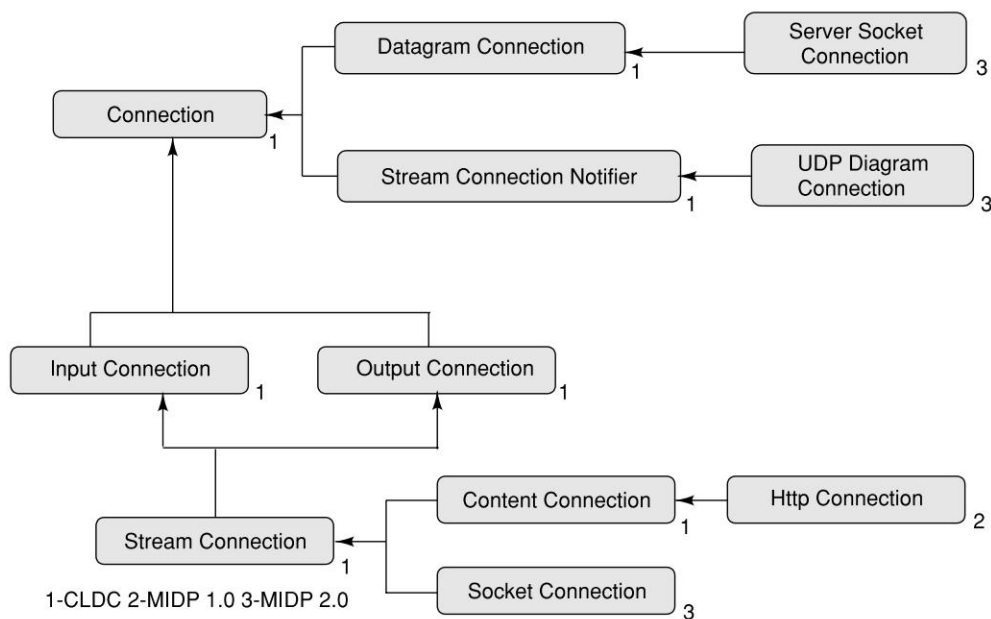 Datagram Connection
1
Server Socket
Connection
3
Connection
1
Stream Connection Notifier
1
UDP Diagram
Connection
3
Input Connection
1
Output Connection
1
Content Connection
1
Http Connection
2
Stream Connection
1
Socket Connection
3
1-CLDC 2-MIDP 1.0 3-MIDP 2.0